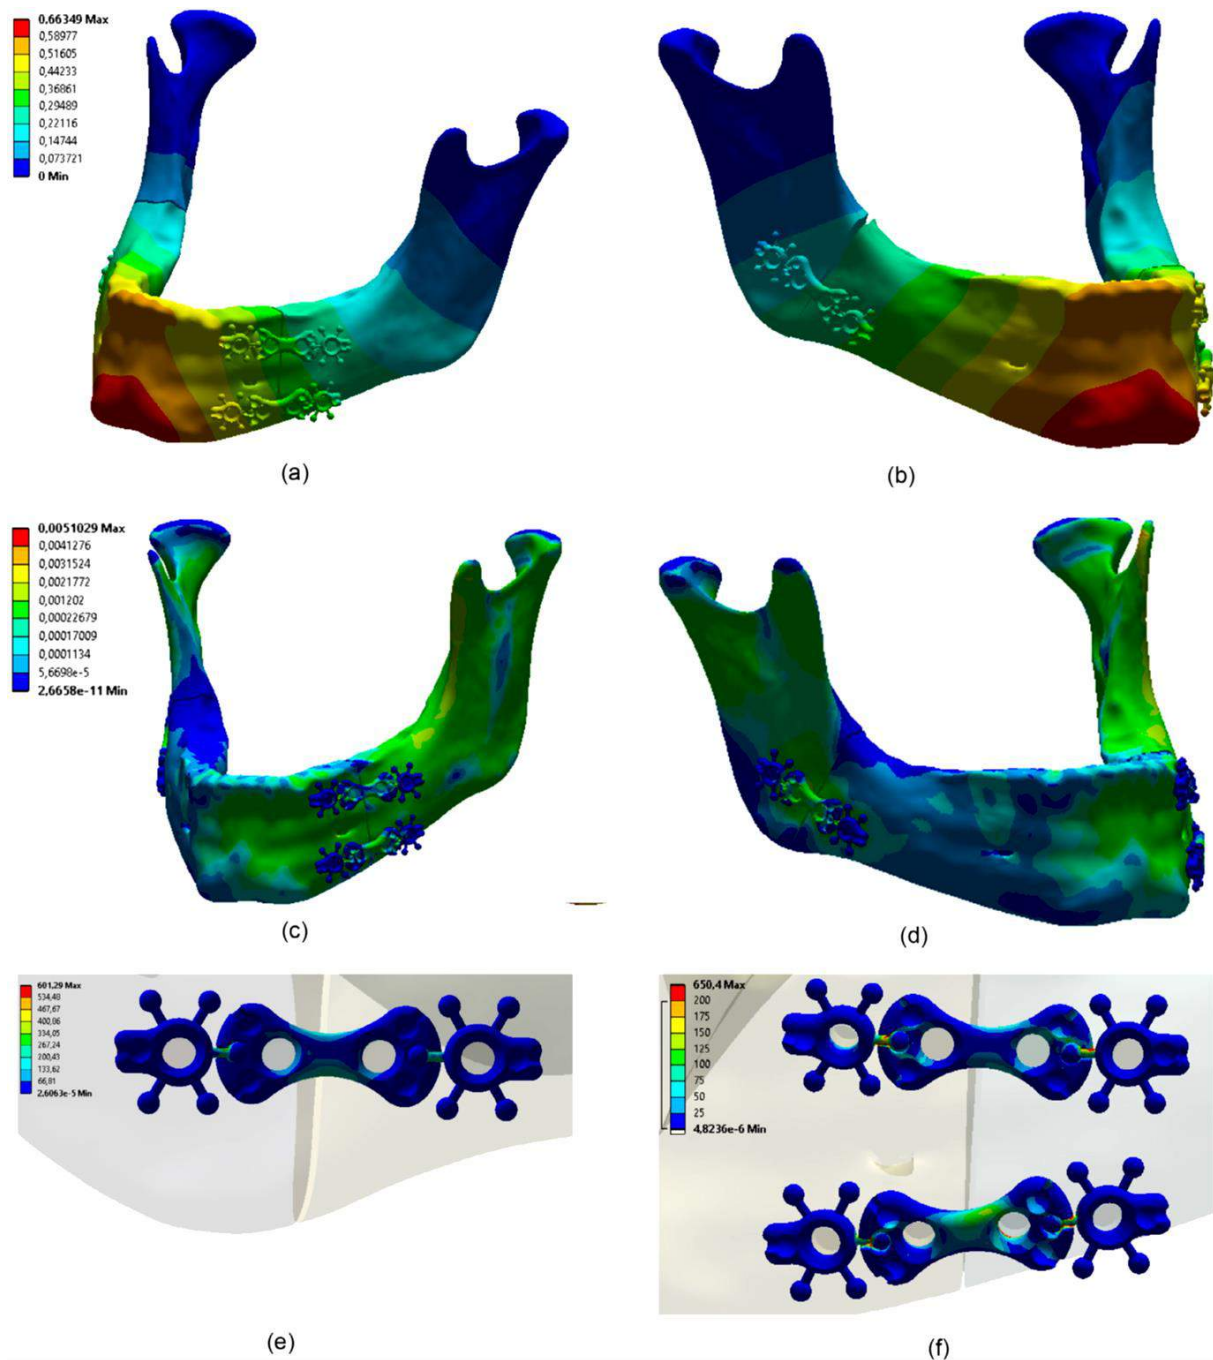 0.66349 Max
0,58977
0,51605
0,44233
0,36861
0,29489
0,22116
0,14744
0,073721
0 Min
(a)
(b)
0,0051029 Max
0,0041276
0,0031524
0,0021772
0,001202
0,00022679
0,00017009
0,0001134
5,6698e-5
2,6658e-11 Min
(c)
(d)
601,29 Max
534,48
467,67
400,86
334,05
267,24
200,43
133,62
66,81
2,6063e-5 Min
650,4 Max
200
175
150
125
100
75
50
25
4,8236e-6 Min
(e)
(f)